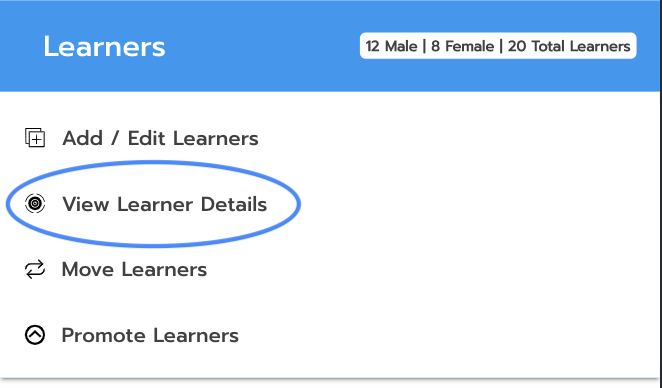 Learners
12 Male | 8 Female | 20 Total Learners
Add / Edit Learners
View Learner Details
Move Learners
Promote Learners